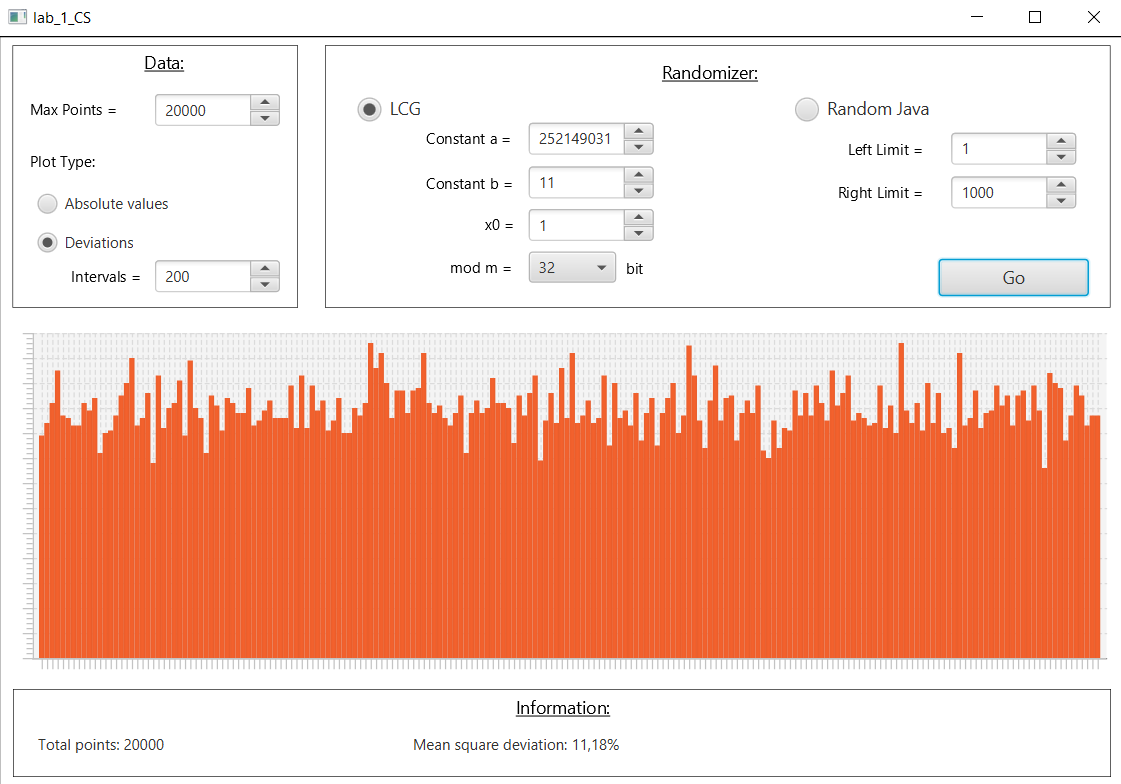 lab_1_CS
Data:
Max Points =
20000
Plot Type:
Absolute values
Deviations
Intervals =
200
Randomizer:
LCG
Constant a =
252149031
Constant b =
11
x0 =
1
mod m =
32
bit
Random Java
Left Limit =
1
Right Limit =
1000
Go
Information:
Total points: 20000
Mean square deviation: 11,18%